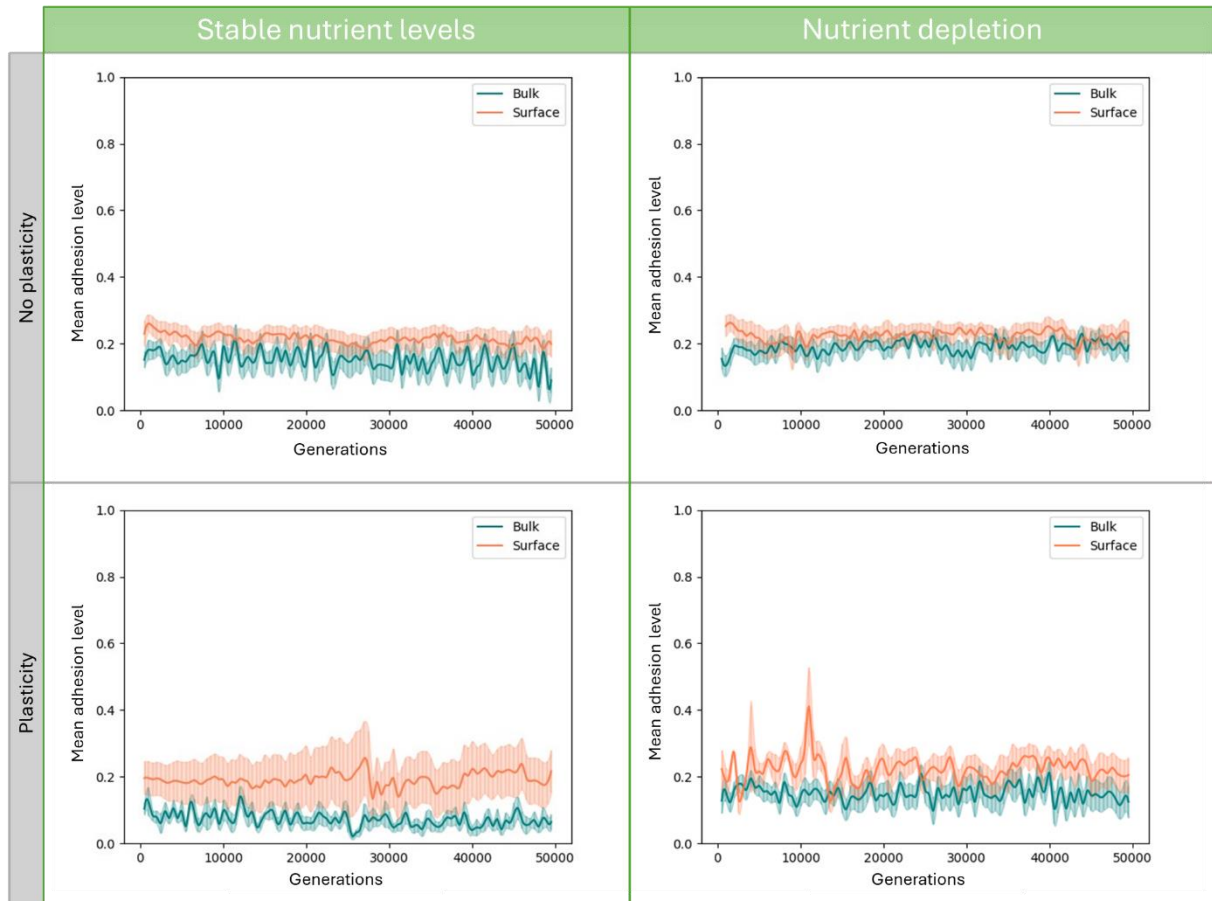 Stable nutrient levels
Nutrient depletion
No plasticity
Mean adhesion level
1.0
0.8
0.6
0.4
0.2
0.0
Bulk
Surface
0
10000
20000
30000
40000
50000
Generations
Mean adhesion level
1.0
0.8
0.6
0.4
0.2
0.0
Bulk
Surface
0
10000
20000
30000
40000
50000
Generations
Plasticity
Mean adhesion level
1.0
0.8
0.6
0.4
0.2
0.0
Bulk
Surface
0
10000
20000
30000
40000
50000
Generations
Mean adhesion level
1.0
0.8
0.6
0.4
0.2
0.0
Bulk
Surface
0
10000
20000
30000
40000
50000
Generations